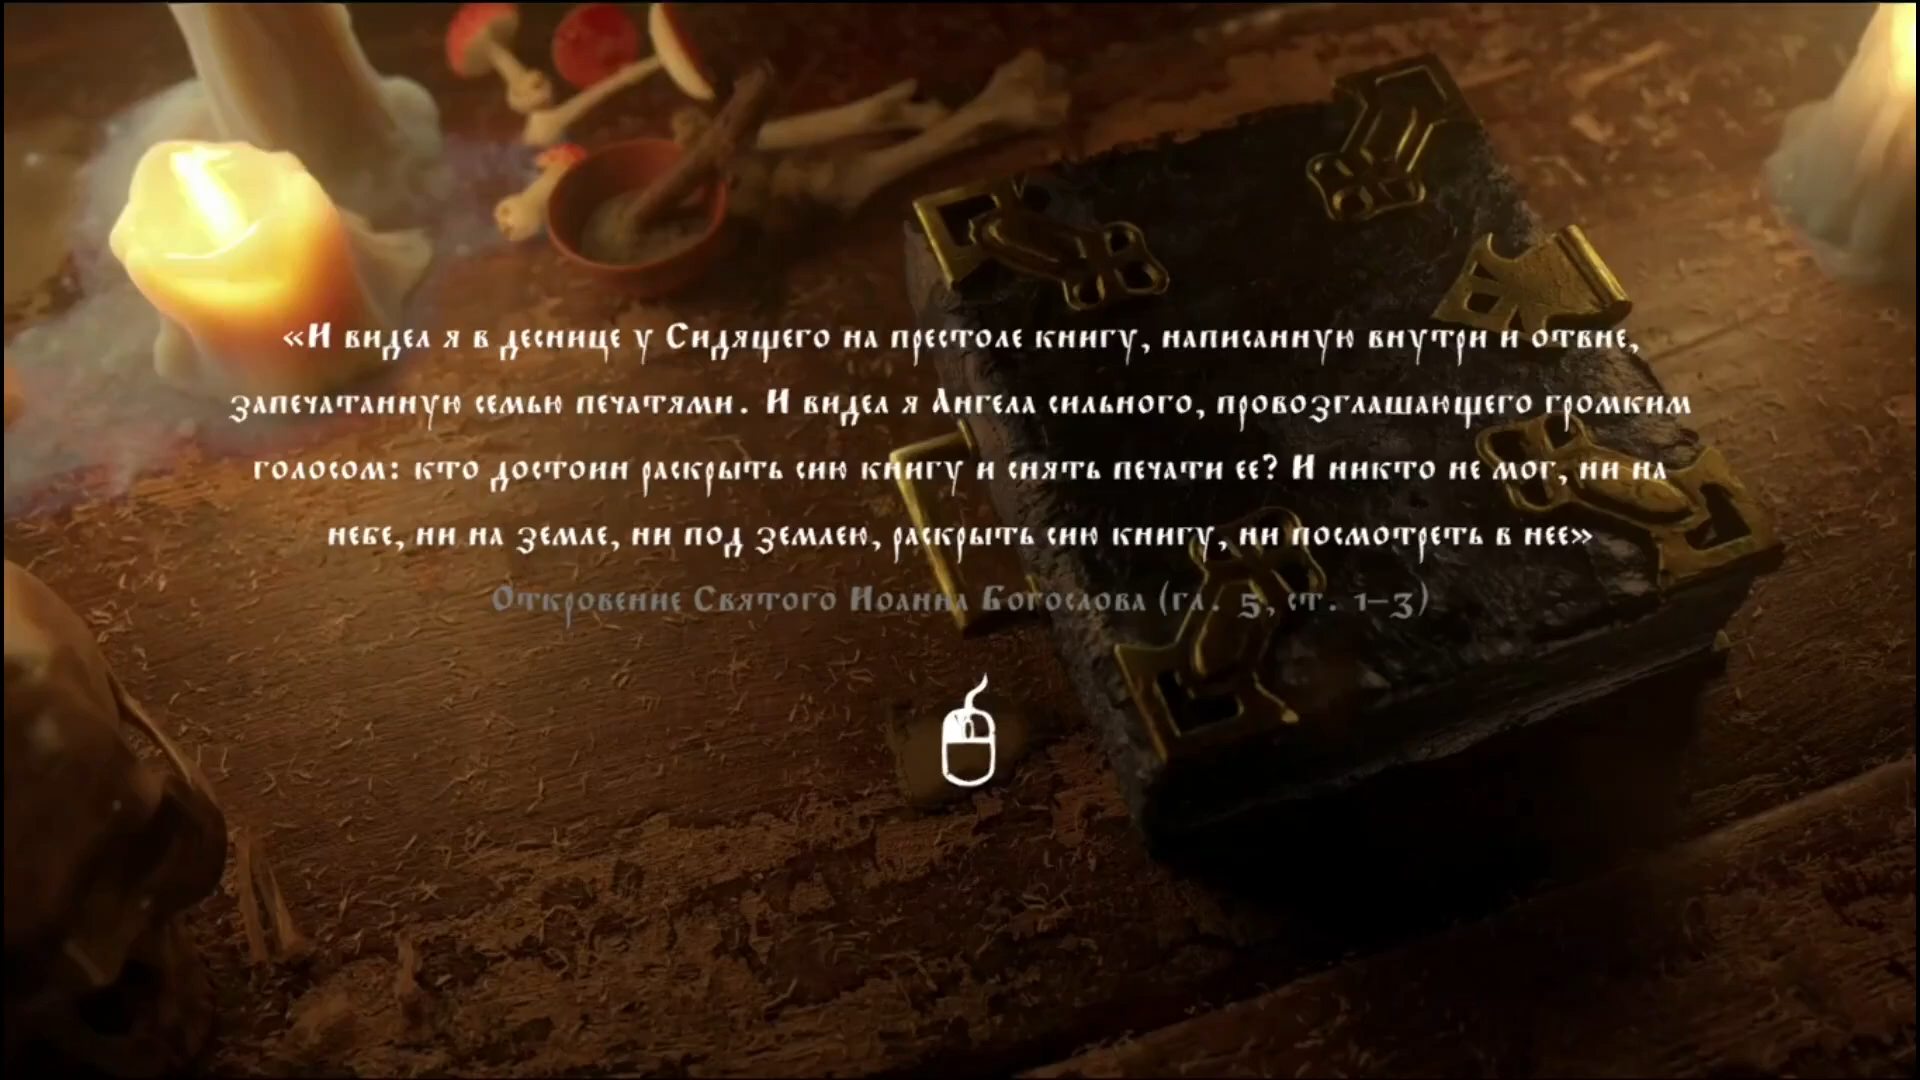 «И видел я в деснице у Сидящего на престоле книгу, написанную внутри и отвне,
запечатанную семью печатями. И видел я Ангела сильного, провозглашающего громким
голосом: кто достоин раскрыть сию книгу и снять печати ее? И никто не мог, ни на
небе, ни на земле, ни под землею, раскрыть сию книгу, ни посмотреть в нее»
Откровение Святого Иоанна Богослова (гл. 5, ст. 1–3)